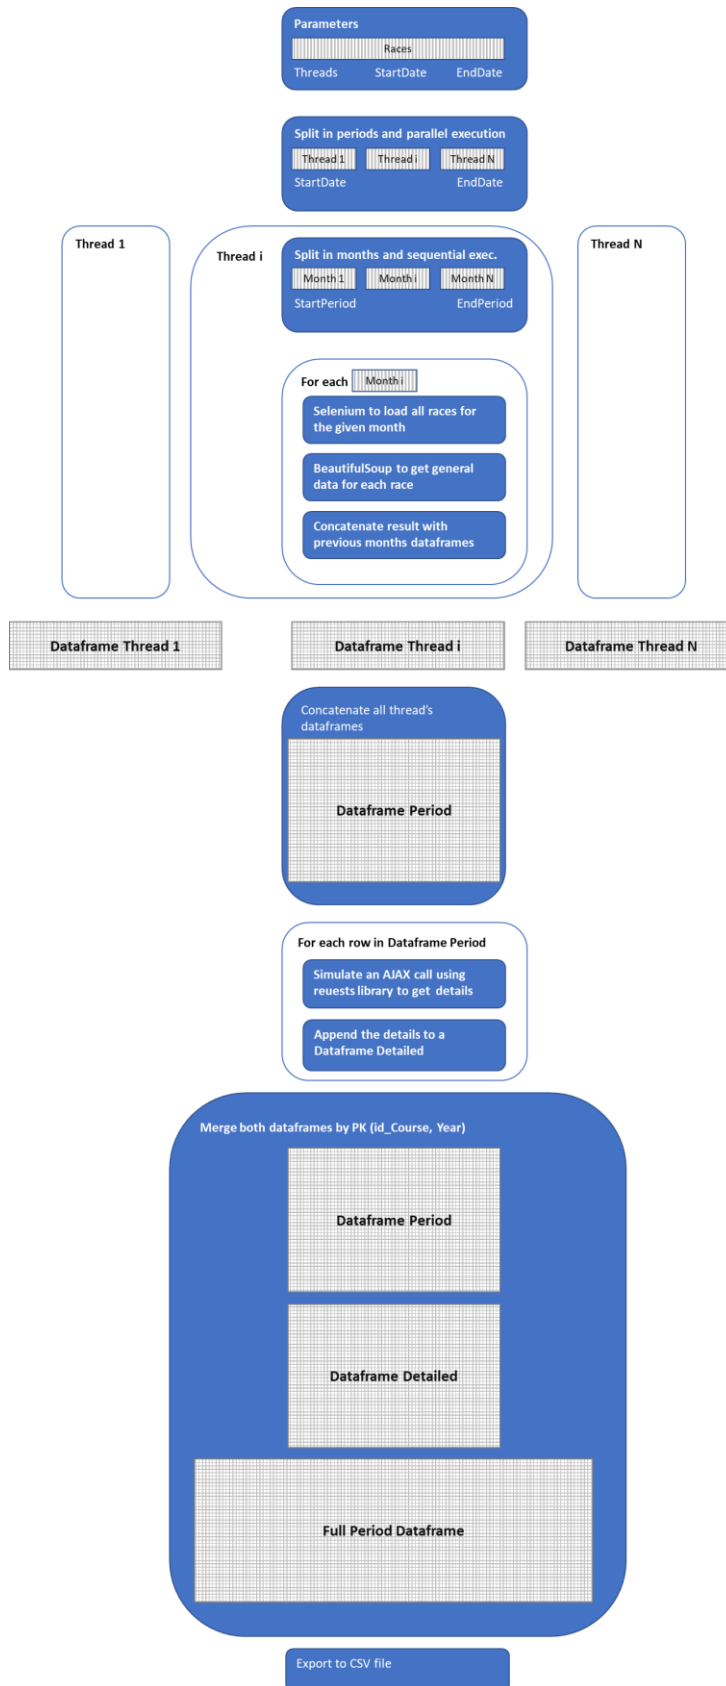 Parameters
Races
Threads StartDate EndDate
Split in periods and parallel execution
Thread 1 Thread i Thread N
StartDate EndDate
Thread 1
Thread i
Split in months and sequential exec.
Month 1 Month i Month N
StartPeriod EndPeriod
For each Month i
Selenium to load all races for
the given month
BeautifulSoup to get general
data for each race
Concatenate result with
previous months dataframes
Thread N
Dataframe Thread 1 Dataframe Thread i Dataframe Thread N
Concatenate all thread's
dataframes
Dataframe Period
For each row in Dataframe Period
Simulate an AJAX call using
reuests library to get details
Append the details to a
Dataframe Detailed
Merge both dataframes by PK (id_Course, Year)
Dataframe Period
Dataframe Detailed
Full Period Dataframe
Export to CSV file